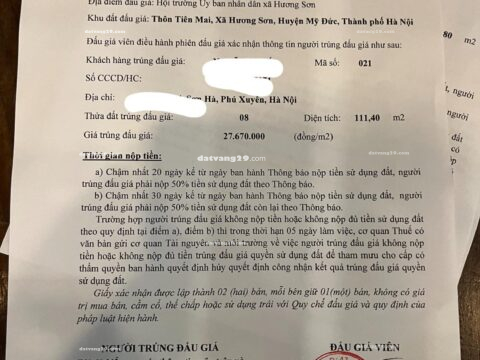 Địa điểm đấu giá: Hội trường Ủy ban nhân dân xã Hương Sơn
Khu đất đấu giá: Thôn Tiên Mai, Xã Hương Sơn, Huyện Mỹ Đức, Thành phố Hà Nội
Đấu giá viên điều hành phiên đấu giá xác nhận thông tin người trúng đấu giá như sau:
Khách hàng trúng đấu giá: Mã số: 021
Số CCCD/HC:
Địa chỉ: Sơn Hà, Phú Xuyên, Hà Nội
Thửa đất trúng đấu giá: 08 Diện tích: 111,40 m2
Giá trúng đấu giá: 27.670.000 (đồng/m2)
Thời gian nộp tiền:
a) Chậm nhất 20 ngày kể từ ngày ban hành Thông báo nộp tiền sử dụng đất, người
trúng đấu giá phải nộp 50% tiền sử dụng đất theo Thông báo.
b) Chậm nhất 30 ngày kể từ ngày ban hành Thông báo nộp tiền sử dụng đất, người
trúng đấu giá phải nộp 50% tiền sử dụng đất còn lại theo Thông báo.
Trường hợp người trúng đấu giá không nộp tiền hoặc không nộp đủ tiền sử dụng đất
theo quy định tại điểm a), điểm b) thì trong thời hạn 05 ngày làm việc, cơ quan Thuế có
văn bản gửi cơ quan Tài nguyên và môi trường về việc người trúng đấu giá không nộp
tiền hoặc không nộp đủ tiền trúng đấu giá quyền sử dụng đất để tham mưu cho cấp có
thẩm quyền ban hành quyết định hủy quyết định công nhận kết quả trúng đấu giá quyền
sử dụng đất.
Giấy xác nhận được lập thành 02 (hai) bản, mỗi bên giữ 01(một) bản, không có giá
trị mua bán, cầm cố, thế chấp hoặc sử dụng trái với Quy chế đấu giá và quy định của
pháp luật hiện hành.
NGƯỜI TRÚNG ĐẤU GIÁ ĐẤU GIÁ VIÊN
80 m2
, người
người
datvang29.com
datvang29.com
datvang29.com